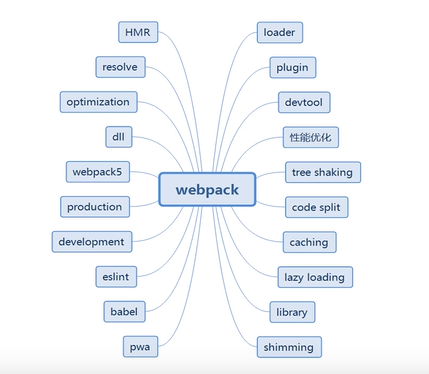 HMR
resolve
optimization
dll
webpack5
production
development
eslint
babel
pwa
webpack
loader
plugin
devtool
性能优化
tree shaking
code split
caching
lazy loading
library
shimming